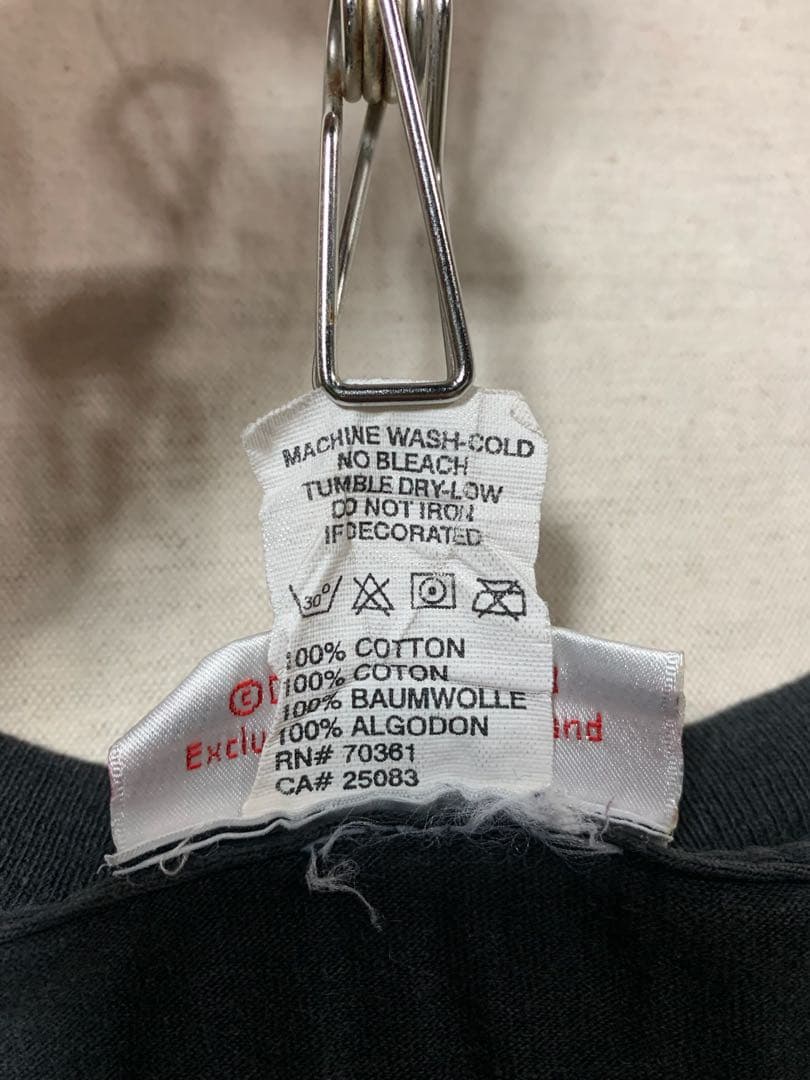 MACHINE WASH-COLD
NO BLEACH
TUMBLE DRY-LOW
DO NOT IRON
IF DECORATED
30°
100% COTTON
100% COTON
100% BAUMWOLLE
100% ALGODON
RN# 70361
CA# 25083
©